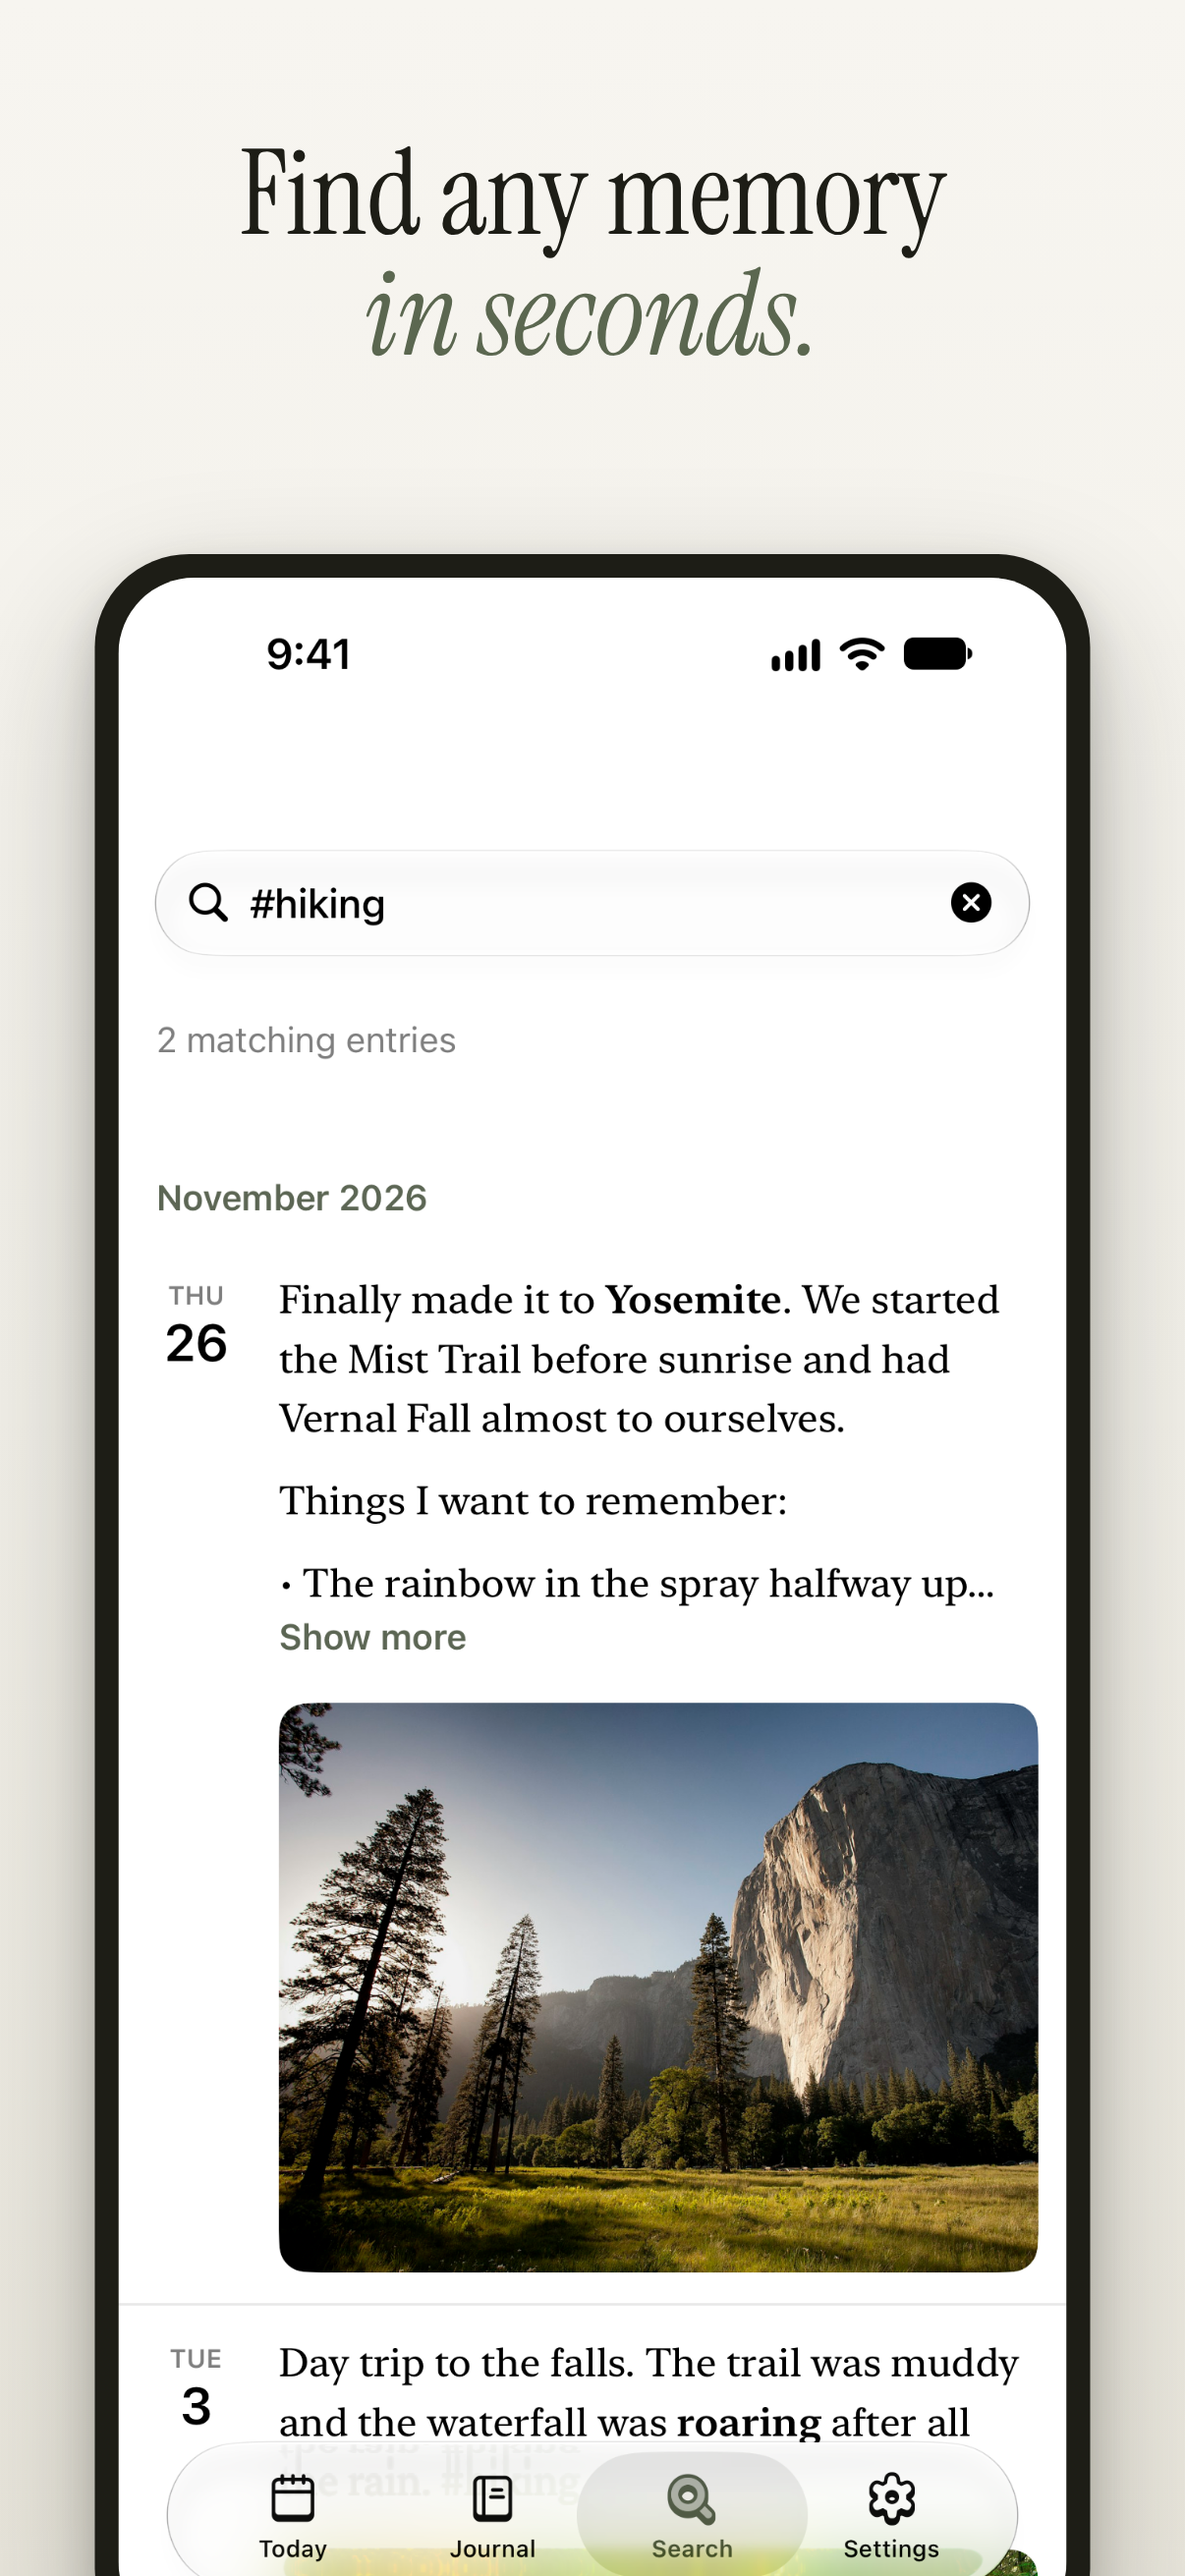 Find any memory
in seconds.
9:41
#hiking
2 matching entries
November 2026
THU
26
Finally made it to Yosemite. We started
the Mist Trail before sunrise and had
Vernal Fall almost to ourselves.
Things I want to remember:
• The rainbow in the spray halfway up...
Show more
TUE
3
Day trip to the falls. The trail was muddy
and the waterfall was roaring after all
the rain. #hiking
Today
Journal
Search
Settings